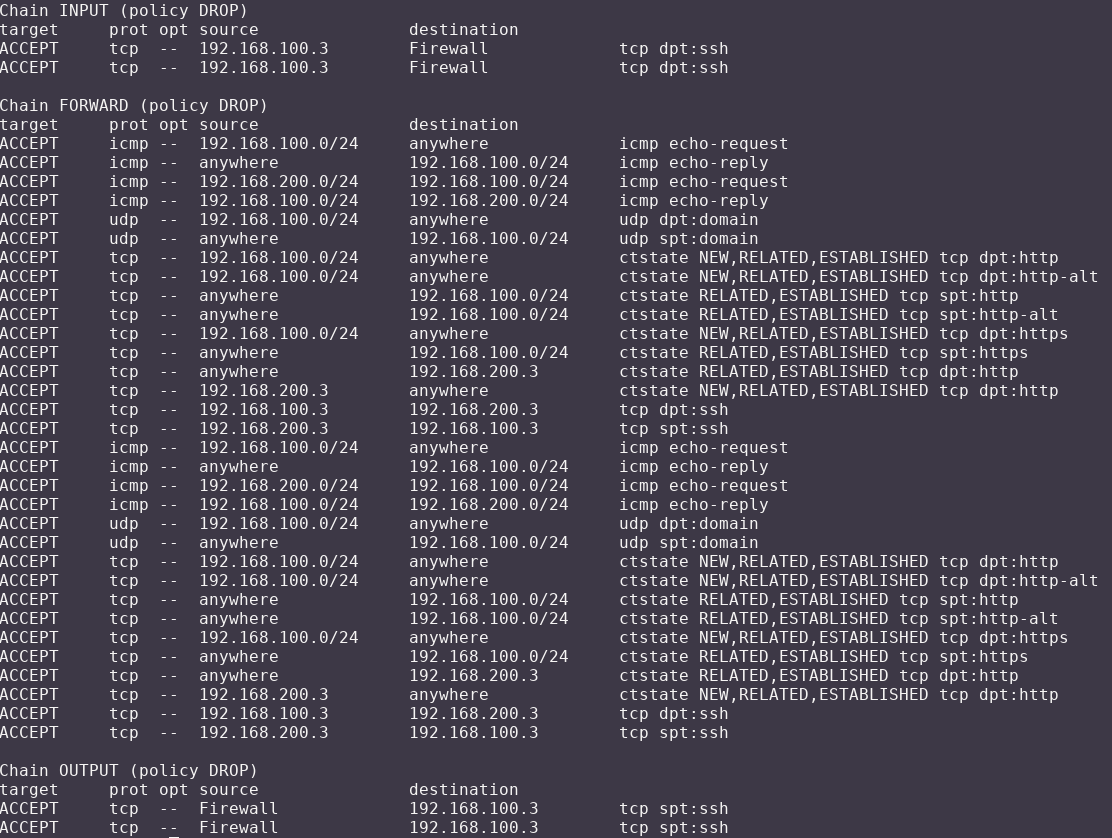 Chain INPUT (policy DROP)
target     prot opt source               destination
ACCEPT     tcp  --  192.168.100.3        Firewall             tcp dpt:ssh
ACCEPT     tcp  --  192.168.100.3        Firewall             tcp dpt:ssh

Chain FORWARD (policy DROP)
target     prot opt source               destination
ACCEPT     icmp --  192.168.100.0/24     anywhere             icmp echo-request
ACCEPT     icmp --  anywhere             192.168.100.0/24     icmp echo-reply
ACCEPT     icmp --  192.168.200.0/24     192.168.100.0/24     icmp echo-request
ACCEPT     icmp --  192.168.100.0/24     192.168.200.0/24     icmp echo-reply
ACCEPT     udp  --  192.168.100.0/24     anywhere             udp dpt:domain
ACCEPT     udp  --  anywhere             192.168.100.0/24     udp spt:domain
ACCEPT     tcp  --  192.168.100.0/24     anywhere             ctstate NEW,RELATED,ESTABLISHED tcp dpt:http
ACCEPT     tcp  --  192.168.100.0/24     anywhere             ctstate NEW,RELATED,ESTABLISHED tcp dpt:http-alt
ACCEPT     tcp  --  anywhere             192.168.100.0/24     ctstate RELATED,ESTABLISHED tcp spt:http
ACCEPT     tcp  --  anywhere             192.168.100.0/24     ctstate RELATED,ESTABLISHED tcp spt:http-alt
ACCEPT     tcp  --  192.168.100.0/24     anywhere             ctstate NEW,RELATED,ESTABLISHED tcp dpt:https
ACCEPT     tcp  --  anywhere             192.168.100.0/24     ctstate RELATED,ESTABLISHED tcp spt:https
ACCEPT     tcp  --  anywhere             192.168.200.3        ctstate RELATED,ESTABLISHED tcp dpt:http
ACCEPT     tcp  --  192.168.200.3        anywhere             ctstate NEW,RELATED,ESTABLISHED tcp dpt:http
ACCEPT     tcp  --  192.168.100.3        192.168.200.3        tcp dpt:ssh
ACCEPT     tcp  --  192.168.200.3        192.168.100.3        tcp spt:ssh
ACCEPT     icmp --  192.168.100.0/24     anywhere             icmp echo-request
ACCEPT     icmp --  anywhere             192.168.100.0/24     icmp echo-reply
ACCEPT     icmp --  192.168.200.0/24     192.168.100.0/24     icmp echo-request
ACCEPT     icmp --  192.168.100.0/24     192.168.200.0/24     icmp echo-reply
ACCEPT     udp  --  192.168.100.0/24     anywhere             udp dpt:domain
ACCEPT     udp  --  anywhere             192.168.100.0/24     udp spt:domain
ACCEPT     tcp  --  192.168.100.0/24     anywhere             ctstate NEW,RELATED,ESTABLISHED tcp dpt:http
ACCEPT     tcp  --  192.168.100.0/24     anywhere             ctstate NEW,RELATED,ESTABLISHED tcp dpt:http-alt
ACCEPT     tcp  --  anywhere             192.168.100.0/24     ctstate RELATED,ESTABLISHED tcp spt:http
ACCEPT     tcp  --  anywhere             192.168.100.0/24     ctstate RELATED,ESTABLISHED tcp spt:http-alt
ACCEPT     tcp  --  192.168.100.0/24     anywhere             ctstate NEW,RELATED,ESTABLISHED tcp dpt:https
ACCEPT     tcp  --  anywhere             192.168.100.0/24     ctstate RELATED,ESTABLISHED tcp spt:https
ACCEPT     tcp  --  anywhere             192.168.200.3        ctstate RELATED,ESTABLISHED tcp dpt:http
ACCEPT     tcp  --  192.168.200.3        anywhere             ctstate NEW,RELATED,ESTABLISHED tcp dpt:http
ACCEPT     tcp  --  192.168.100.3        192.168.200.3        tcp dpt:ssh
ACCEPT     tcp  --  192.168.200.3        192.168.100.3        tcp spt:ssh

Chain OUTPUT (policy DROP)
target     prot opt source               destination
ACCEPT     tcp  --  Firewall             192.168.100.3        tcp spt:ssh
ACCEPT     tcp  --  Firewall             192.168.100.3        tcp spt:ssh